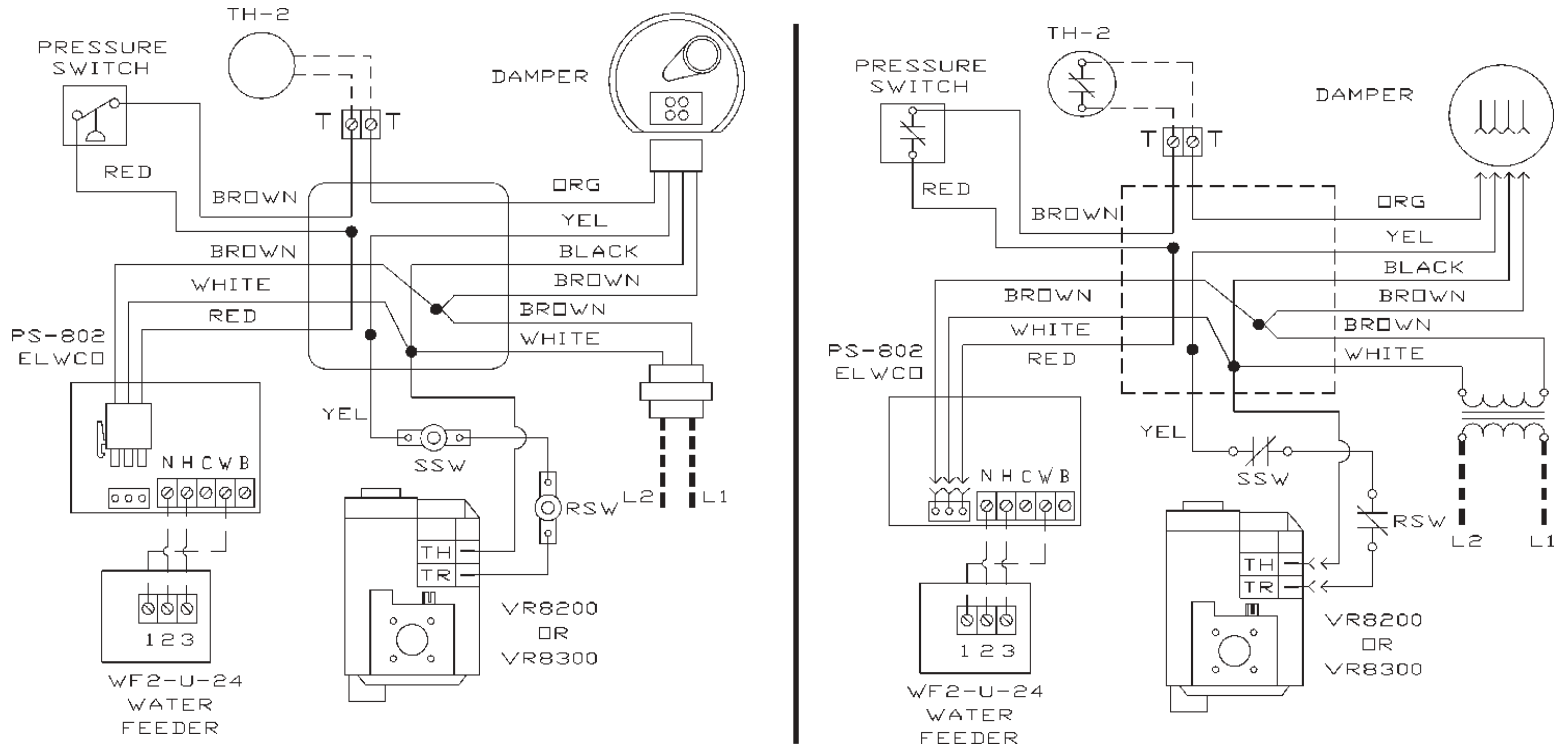 TH-2
PRESSURE
SWITCH
DAMPER
T T
RED
BROWN
ORG
YEL
BROWN
BLACK
WHITE
BROWN
RED
BROWN
WHITE
PS-802
ELWCO
YEL
SSW
N H C W B
RSW
L2 L1
TH
TR
1 2 3
VR8200
OR
VR8300
WF2-U-24
WATER
FEEDER
TH-2
PRESSURE
SWITCH
DAMPER
T T
RED
BROWN
ORG
YEL
BLACK
BROWN
BROWN
WHITE
BROWN
RED
WHITE
PS-802
ELWCO
YEL
SSW
N H C W B
RSW
L2 L1
TH
TR
1 2 3
VR8200
OR
VR8300
WF2-U-24
WATER
FEEDER